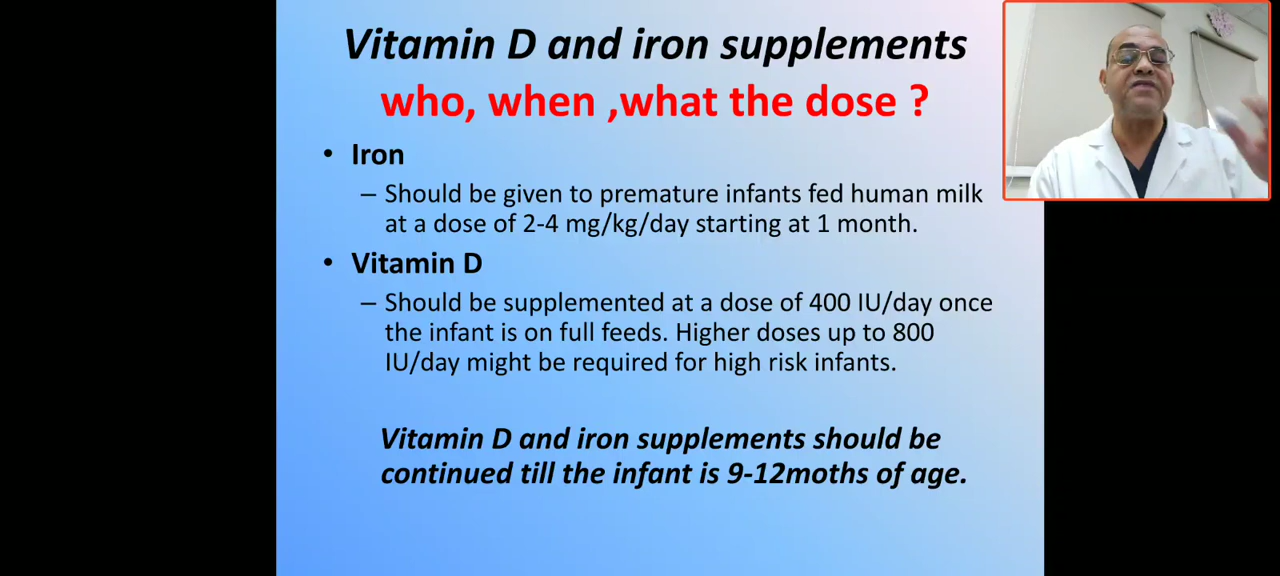 Vitamin D and iron supplements
who, when ,what the dose ?
• Iron
– Should be given to premature infants fed human milk
at a dose of 2-4 mg/kg/day starting at 1 month.
• Vitamin D
– Should be supplemented at a dose of 400 IU/day once
the infant is on full feeds. Higher doses up to 800
IU/day might be required for high risk infants.
Vitamin D and iron supplements should be
continued till the infant is 9-12moths of age.